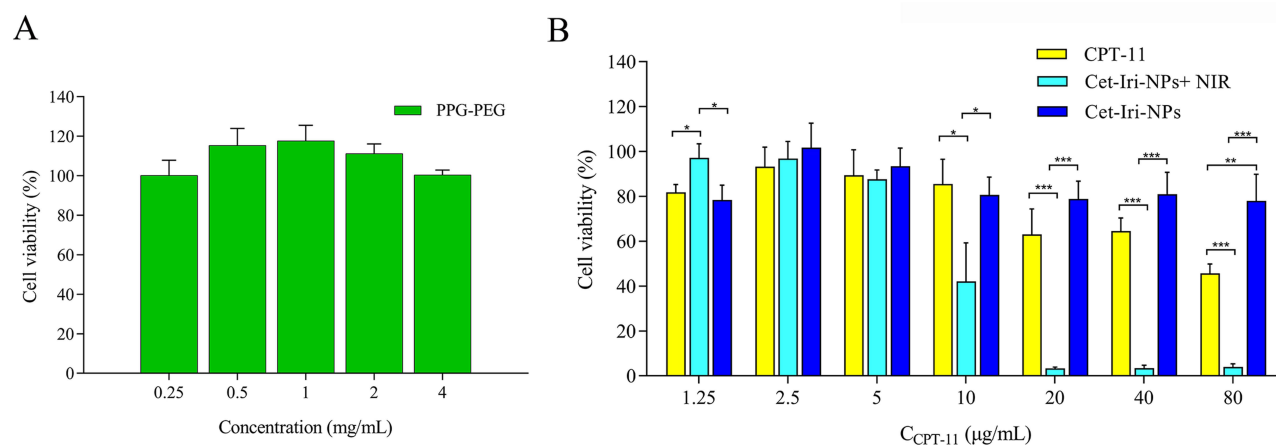 A
PPG-PEG
Cell viability (%)
140
120
100
80
60
40
20
0
0.25 0.5 1 2 4
Concentration (mg/mL)
B
CPT-11
Cet-Iri-NPs+ NIR
Cet-Iri-NPs
Cell viability (%)
140
120
100
80
60
40
20
0
* * * * *** *** *** *** *** ** ***
1.25 2.5 5 10 20 40 80
C_CPT-11 (μg/mL)